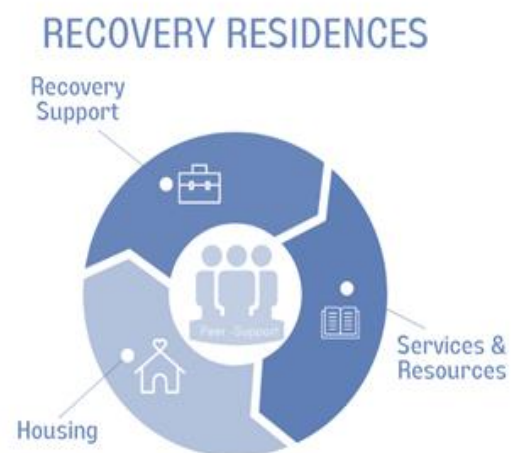 RECOVERY RESIDENCES
Recovery
Support
Peer -Support
Services &
Resources
Housing